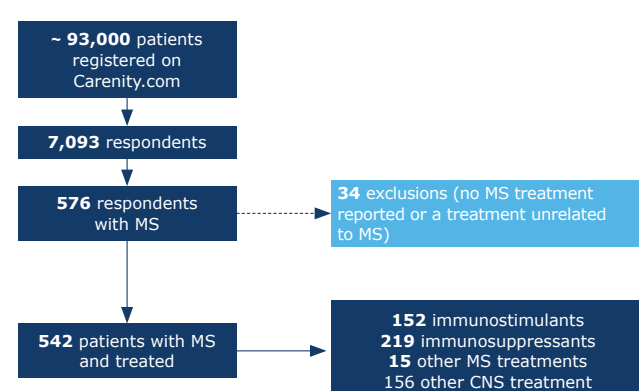 ~ 93,000 patients
registered on
Carenity.com
7,093 respondents
576 respondents
with MS
34 exclusions (no MS treatment
reported or a treatment unrelated
to MS)
542 patients with MS
and treated
152 immunostimulants
219 immunosuppressants
15 other MS treatments
156 other CNS treatment